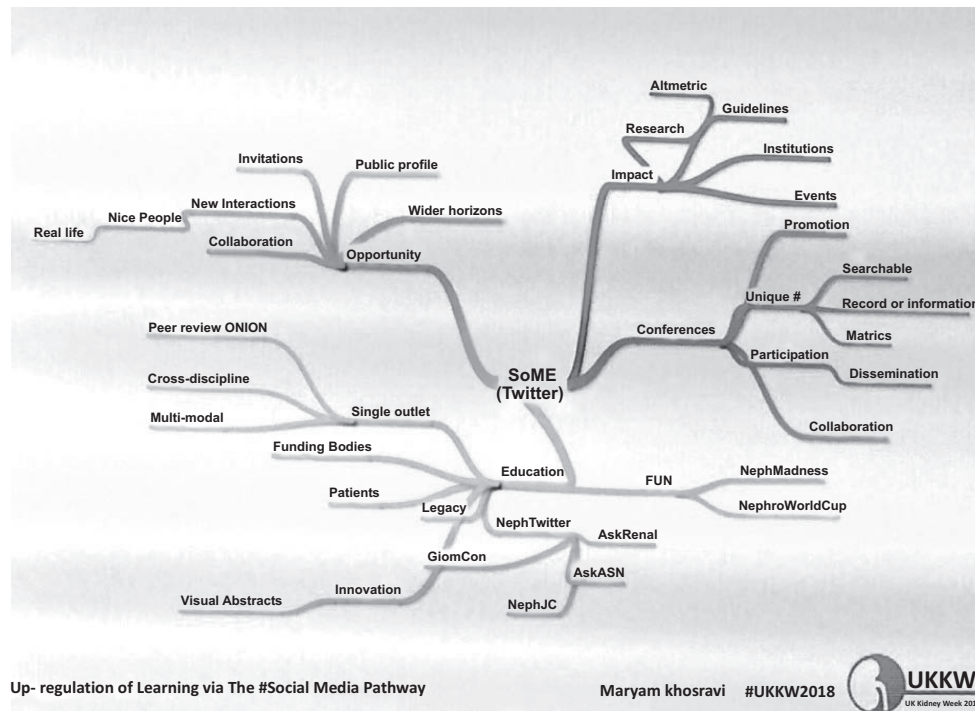 Altmetric
Guidelines
Research
Institutions
Impact
Events
Invitations
Public profile
New Interactions
Nice People
Real life
Wider horizons
Collaboration
Opportunity
Promotion
Searchable
Unique #
Record or information
Matrics
Conferences
Participation
Dissemination
Collaboration
SoME
(Twitter)
Peer review ONION
Cross-discipline
Multi-modal
Single outlet
Funding Bodies
Education
Patients
Legacy
FUN
NephMadness
NephroWorldCup
NephTwitter
AskRenal
GiomCon
AskASN
NephJC
Innovation
Visual Abstracts
Up- regulation of Learning via The #Social Media Pathway
Maryam khosravi #UKKW2018
UKKW
UK Kidney Week 201